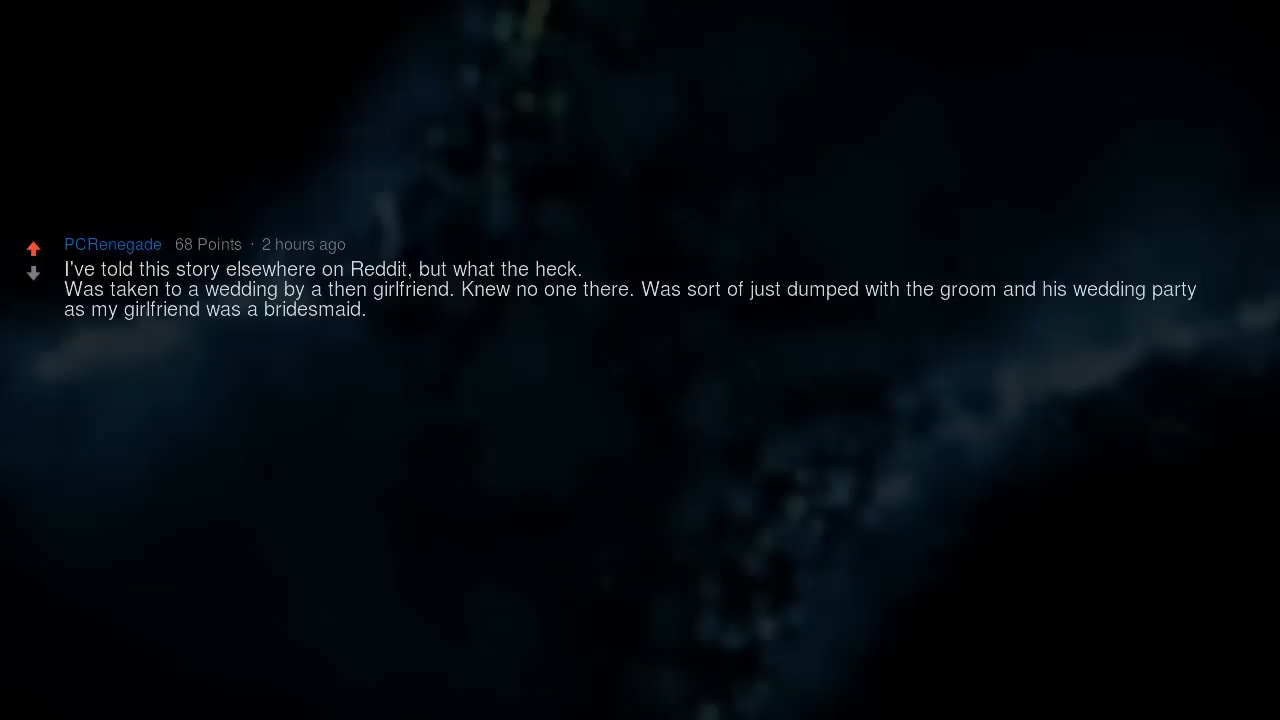 PCRenegade 68 Points · 2 hours ago
I've told this story elsewhere on Reddit, but what the heck.
Was taken to a wedding by a then girlfriend. Knew no one there. Was sort of just dumped with the groom and his wedding party
as my girlfriend was a bridesmaid.